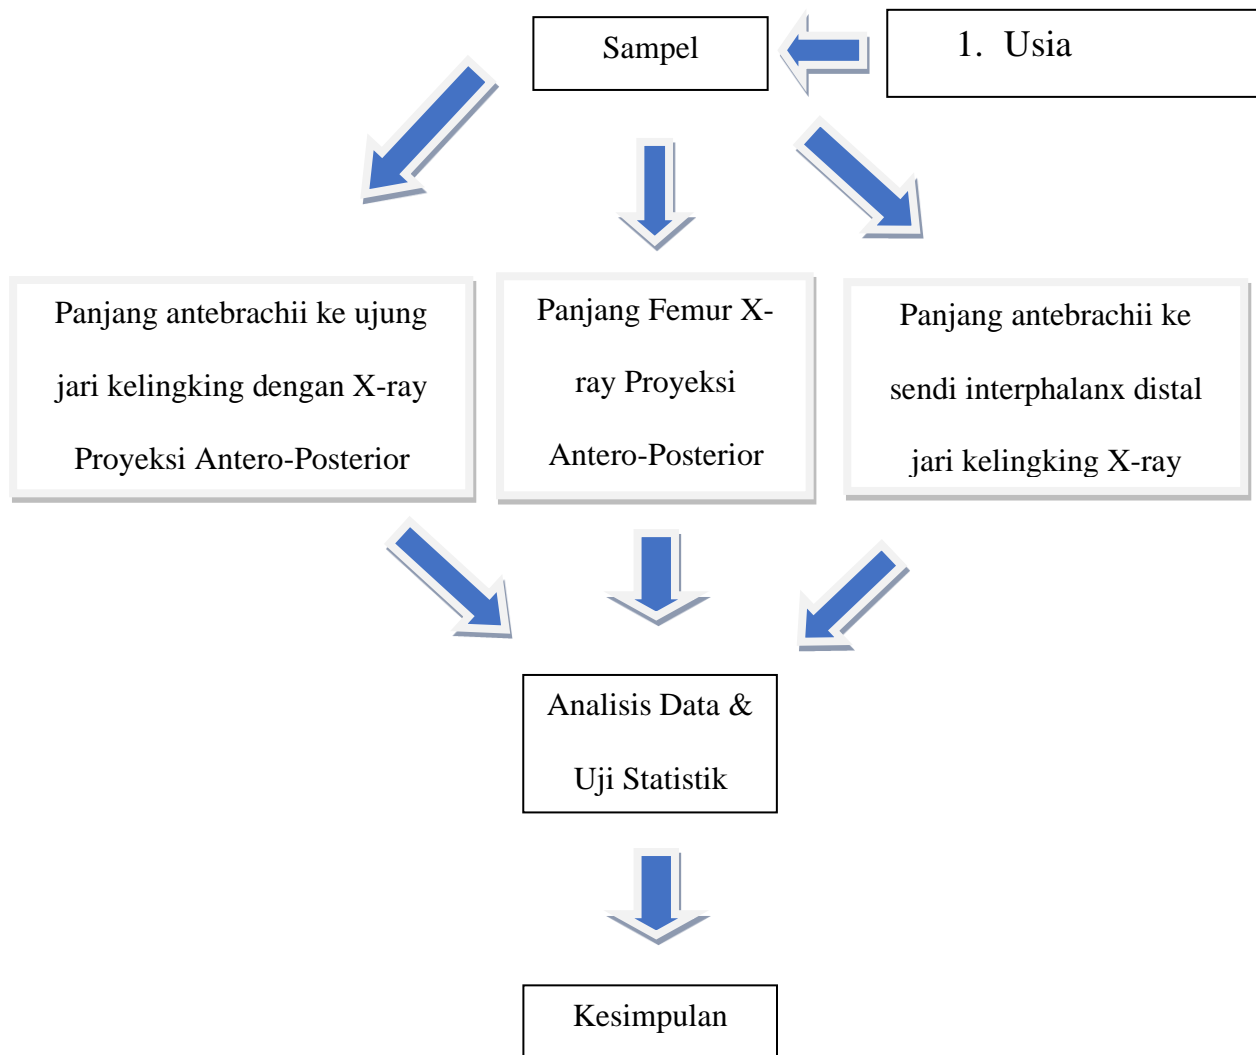 Sampel
1. Usia
Panjang antebrachii ke ujung
jari kelingking dengan X-ray
Proyeksi Antero-Posterior
Panjang Femur X-
ray Proyeksi
Antero-Posterior
Panjang antebrachii ke
sendi interphalanx distal
jari kelingking X-ray
Analisis Data &
Uji Statistik
Kesimpulan